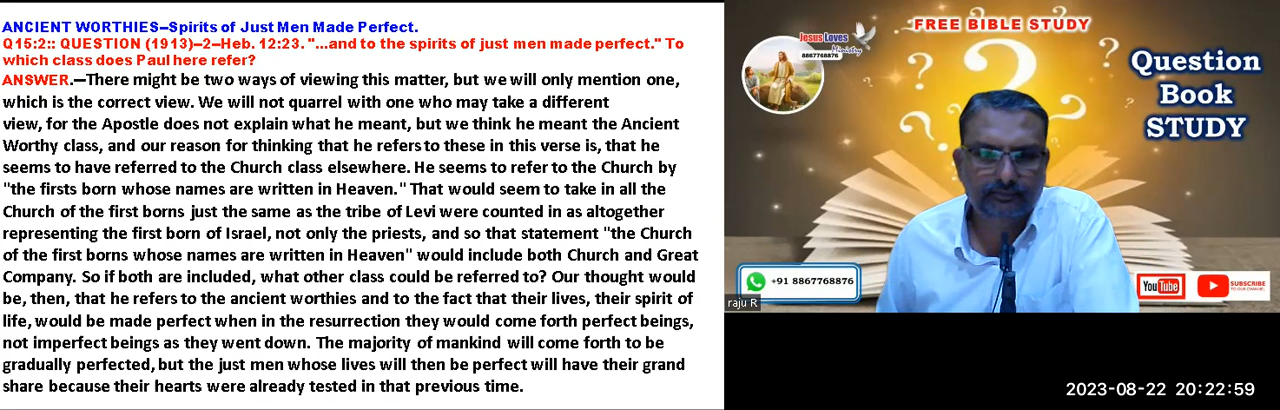 ANCIENT WORTHIES--Spirits of Just Men Made Perfect.
Q15:2:: QUESTION (1913)--2--Heb. 12:23. "...and to the spirits of just men made perfect." To
which class does Paul here refer?
ANSWER.--There might be two ways of viewing this matter, but we will only mention one,
which is the correct view. We will not quarrel with one who may take a different
view, for the Apostle does not explain what he meant, but we think he meant the Ancient
Worthy class, and our reason for thinking that he refers to these in this verse is, that he
seems to have referred to the Church class elsewhere. He seems to refer to the Church by
"the firsts born whose names are written in Heaven." That would seem to take in all the
Church of the first borns just the same as the tribe of Levi were counted in as altogether
representing the first born of Israel, not only the priests, and so that statement "the Church
of the first borns whose names are written in Heaven" would include both Church and Great
Company. So if both are included, what other class could be referred to? Our thought would
be, then, that he refers to the ancient worthies and to the fact that their lives, their spirit of
life, would be made perfect when in the resurrection they would come forth perfect beings,
not imperfect beings as they went down. The majority of mankind will come forth to be
gradually perfected, but the just men whose lives will then be perfect will have their grand
share because their hearts were already tested in that previous time.
FREE BIBLE STUDY
Jesus Loves
Ministry
8867768876
Question
Book
STUDY
+91 8867768876
YouTube
SUBSCRIBE
TO OUR CHANNEL
raju R
2023-08-22 20:22:59